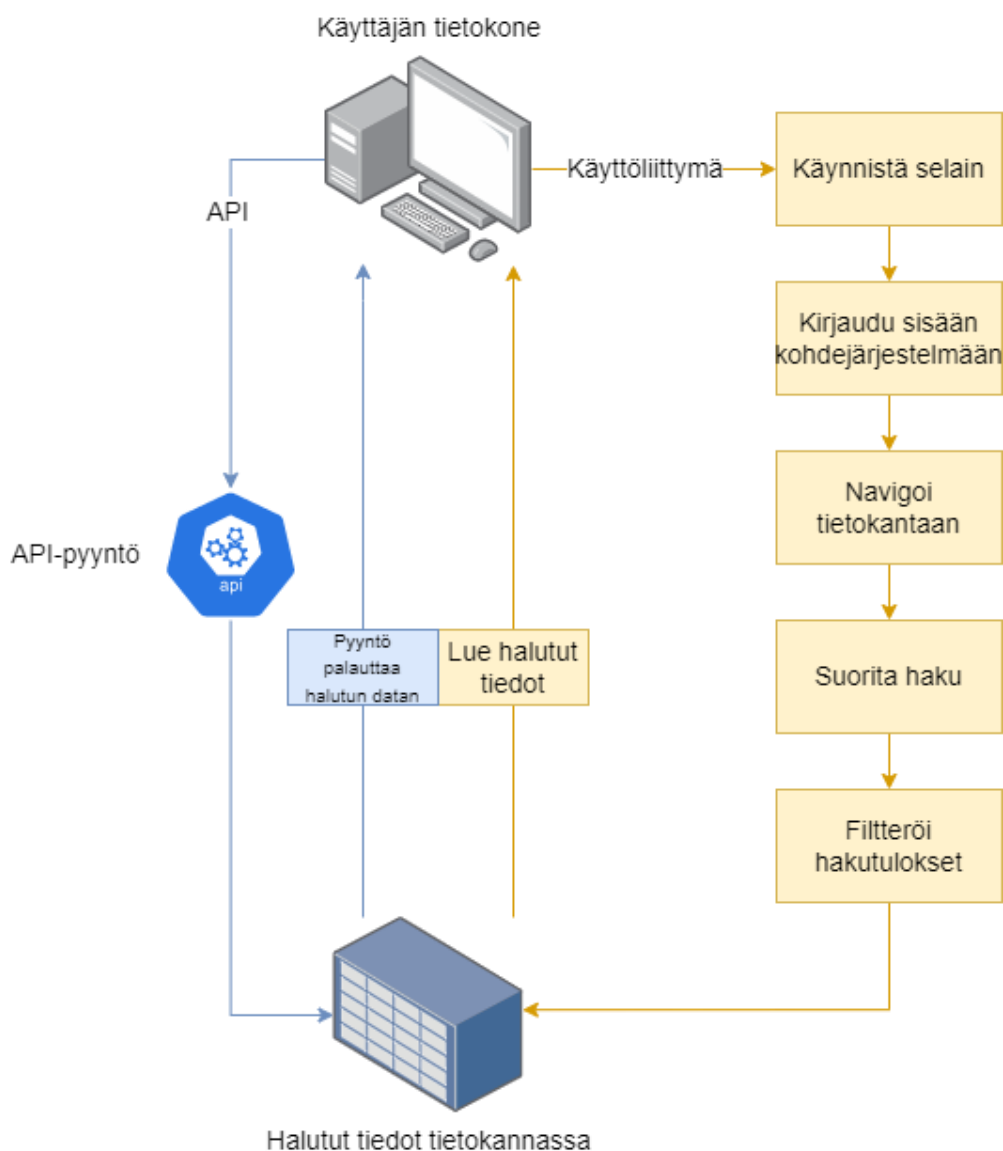 Käyttäjän tietokone
Käyttöliittymä
Käynnistä selain
API
Kirjaudu sisään
kohdejärjestelmään
Navigoi
tietokantaan
API-pyyntö
api
Pyyntö
palauttaa
halutun datan
Lue halutut
tiedot
Suorita haku
Filtteröi
hakutulokset
Halutut tiedot tietokannassa